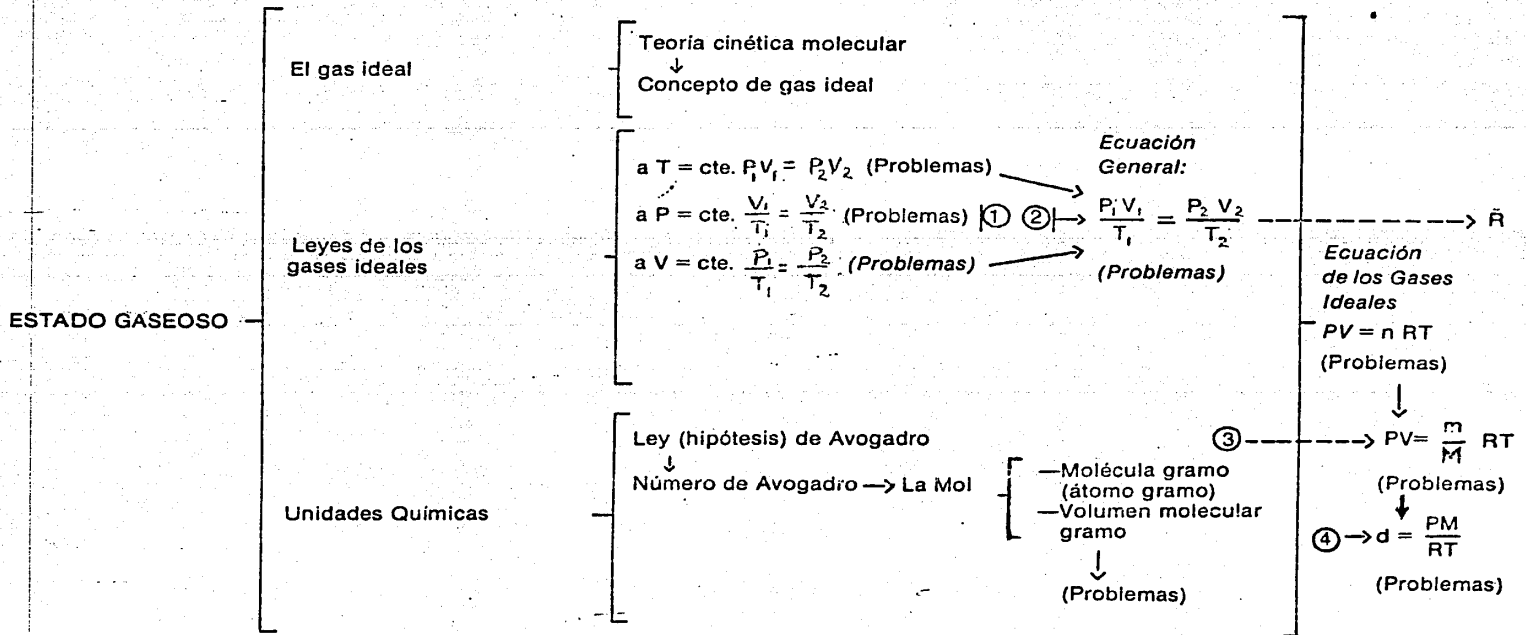 ESTADO GASEOSO
El gas ideal
Teoría cinética molecular
↓
Concepto de gas ideal
Leyes de los
gases ideales
a T = cte. P₁V₁ = P₂V₂ (Problemas)
a P = cte. V₁/T₁ = V₂/T₂ (Problemas) |① ②|→
a V = cte. P₁/T₁ = P₂/T₂ (Problemas)
Ecuación
General:
P₁V₁/T₁ = P₂V₂/T₂ -----→ R
(Problemas)
Unidades Químicas
Ley (hipótesis) de Avogadro
↓
Número de Avogadro → La Mol
—Molécula gramo
(átomo gramo)
—Volumen molecular
gramo
↓
(Problemas)
Ecuación
de los Gases
Ideales
PV = n RT
(Problemas)
↓
③ -----→ PV= m/M RT
(Problemas)
↓
④ → d = PM/RT
(Problemas)